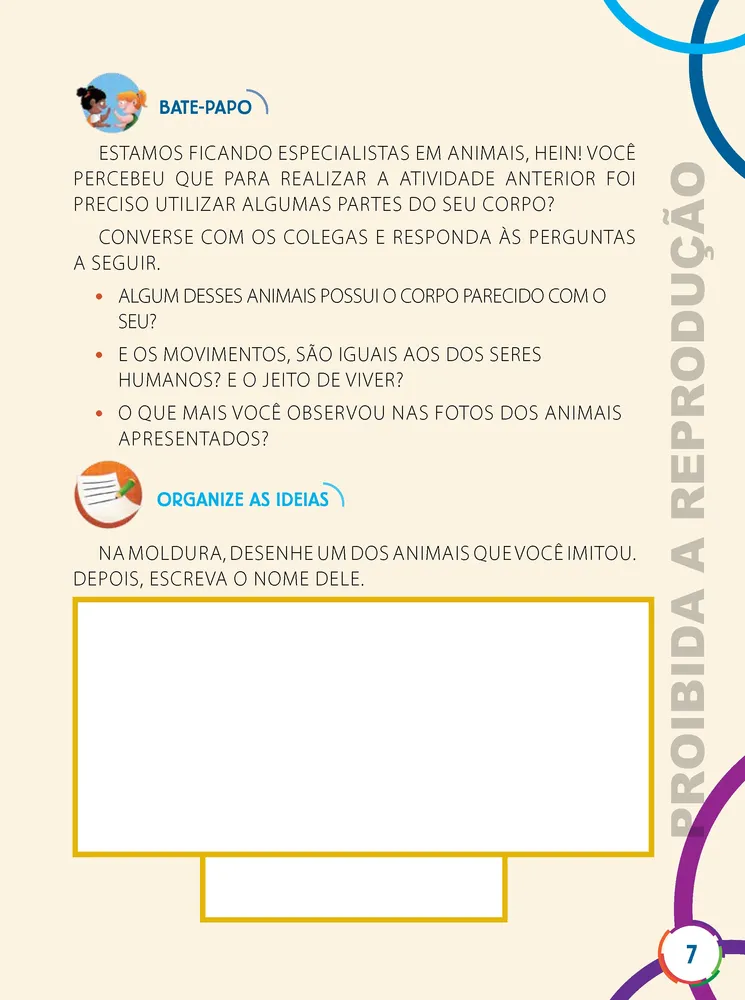 BATE-PAPO
ESTAMOS FICANDO ESPECIALISTAS EM ANIMAIS, HEIN! VOCÊ
PERCEBEU QUE PARA REALIZAR A ATIVIDADE ANTERIOR FOI
PRECISO UTILIZAR ALGUMAS PARTES DO SEU CORPO?
CONVERSE COM OS COLEGAS E RESPONDA ÀS PERGUNTAS
A SEGUIR.
• ALGUM DESSES ANIMAIS POSSUI O CORPO PARECIDO COM O
SEU?
• E OS MOVIMENTOS, SÃO IGUAIS AOS DOS SERES
HUMANOS? E O JEITO DE VIVER?
• O QUE MAIS VOCÊ OBSERVOU NAS FOTOS DOS ANIMAIS
APRESENTADOS?
ORGANIZE AS IDEIAS
NA MOLDURA, DESENHE UM DOS ANIMAIS QUE VOCÊ IMITOU.
DEPOIS, ESCREVA O NOME DELE.
PROIBIDA A REPRODUÇÃO
7